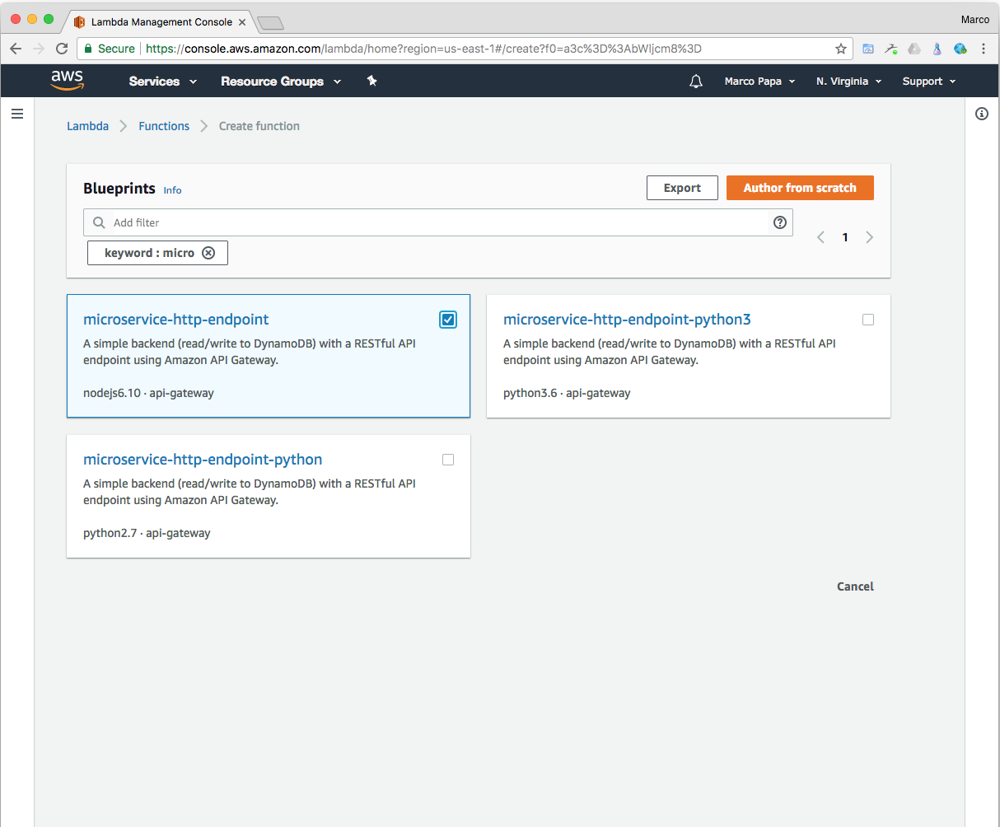 Marco
Lambda Management Console
Secure https://console.aws.amazon.com/lambda/home?region=us-east-1#/create?f0=a3c%3D%3AbWljcm8%3D
aws Services Resource Groups Marco Papa N. Virginia Support
Lambda Functions Create function
Blueprints Info Export Author from scratch
Add filter
1
keyword : micro
microservice-http-endpoint
A simple backend (read/write to DynamoDB) with a RESTful API
endpoint using Amazon API Gateway.
nodejs6.10 · api-gateway
microservice-http-endpoint-python3
A simple backend (read/write to DynamoDB) with a RESTful API
endpoint using Amazon API Gateway.
python3.6 · api-gateway
microservice-http-endpoint-python
A simple backend (read/write to DynamoDB) with a RESTful API
endpoint using Amazon API Gateway.
python2.7 · api-gateway
Cancel